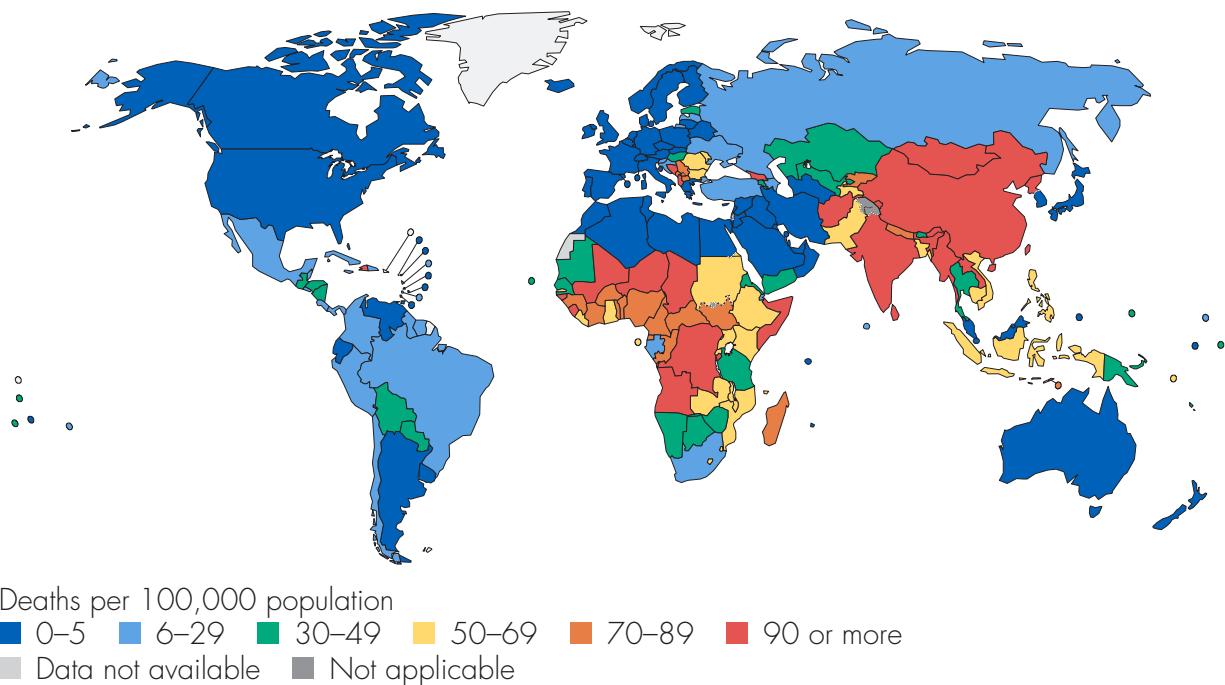 Deaths per 100,000 population
0–5 6–29 30–49 50–69 70–89 90 or more
Data not available Not applicable